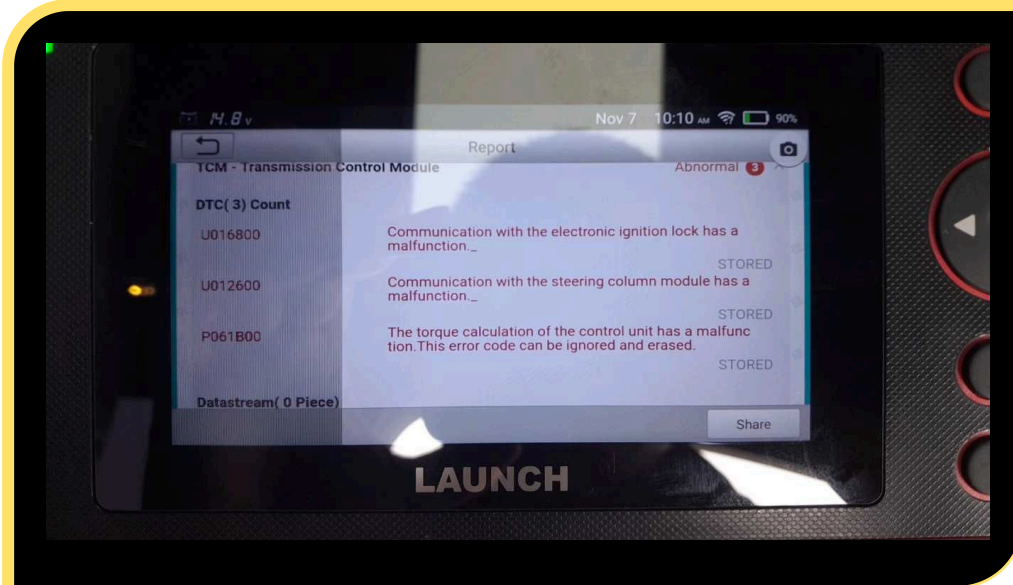 14.8 v Nov 7 10:10 AM 90%
Report
TCM - Transmission Control Module Abnormal 3
DTC( 3) Count
U016800 Communication with the electronic ignition lock has a
malfunction._
STORED
U012600 Communication with the steering column module has a
malfunction._
STORED
P061B00 The torque calculation of the control unit has a malfunc
tion.This error code can be ignored and erased.
STORED
Datastream( 0 Piece)
Share
LAUNCH